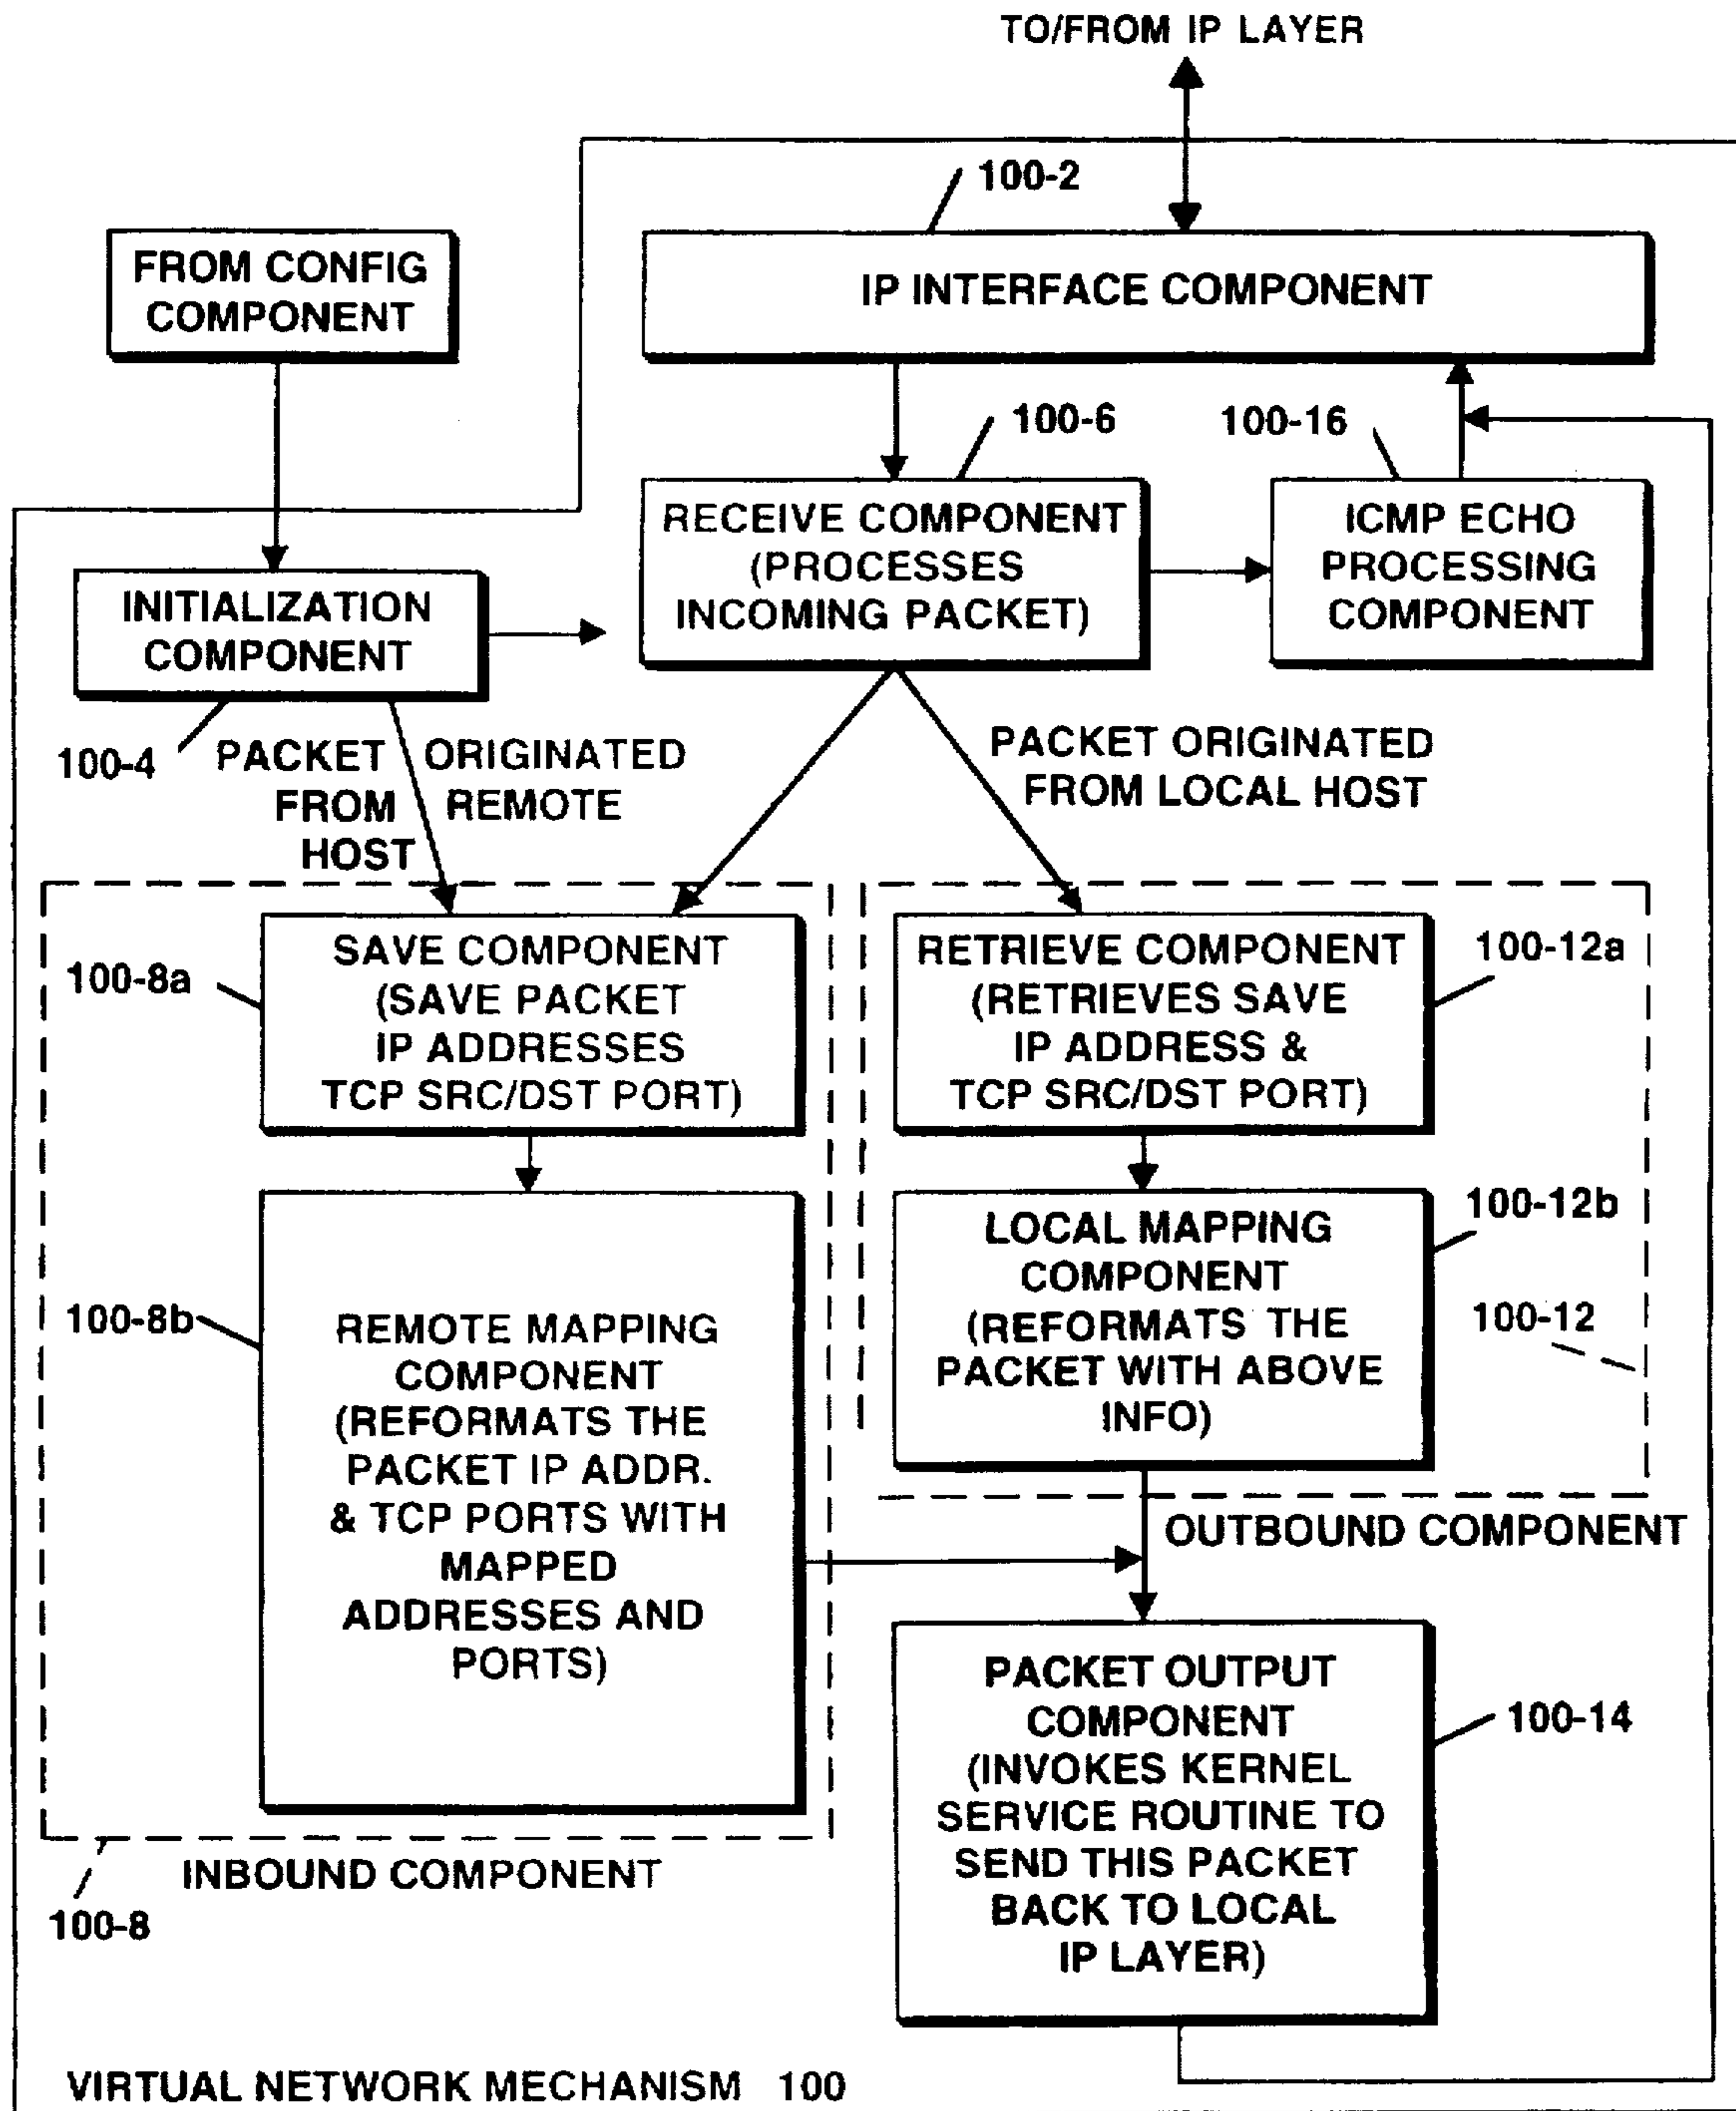 TO/FROM IP LAYER
100-2
FROM CONFIG
COMPONENT
IP INTERFACE COMPONENT
100-6
100-16
RECEIVE COMPONENT
(PROCESSES
INCOMING PACKET)
ICMP ECHO
PROCESSING
COMPONENT
INITIALIZATION
COMPONENT
100-4
PACKET ORIGINATED
FROM REMOTE
HOST
PACKET ORIGINATED
FROM LOCAL HOST
100-8a
SAVE COMPONENT
(SAVE PACKET
IP ADDRESSES
TCP SRC/DST PORT)
RETRIEVE COMPONENT
(RETRIEVES SAVE
IP ADDRESS &
TCP SRC/DST PORT)
100-12a
100-8b
REMOTE MAPPING
COMPONENT
(REFORMATS THE
PACKET IP ADDR.
& TCP PORTS WITH
MAPPED
ADDRESSES AND
PORTS)
LOCAL MAPPING
COMPONENT
(REFORMATS THE
PACKET WITH ABOVE
INFO)
100-12b
100-12
OUTBOUND COMPONENT
PACKET OUTPUT
COMPONENT
(INVOKES KERNEL
SERVICE ROUTINE TO
SEND THIS PACKET
BACK TO LOCAL
IP LAYER)
100-14
INBOUND COMPONENT
100-8
VIRTUAL NETWORK MECHANISM 100